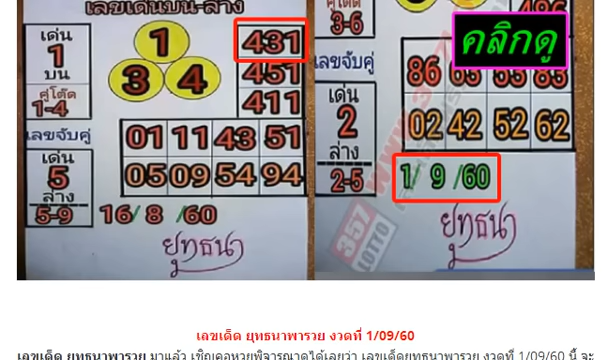 เลขเด่นบน-ล่าง
เด่น
1
บน
คู่โต๊ด
1-4
1
3 4
431
451
411
เลขจับคู่
01 11 43 51
05 09 54 94
เด่น
5
ล่าง
5-9
16/8/60
ยุทธนา
คู่โต๊ด
3-6
496
คลิกดู
เลขจับคู่
86 63 53 83
02 42 52 62
เด่น
2
ล่าง
2-5
1/9/60
ยุทธนา
357
LOTTO
เลขเด็ด ยุทธนาพารวย งวดที่ 1/09/60
เลขเด็ด ยุทธนาพารวย มาแล้ว เชิญคอหวยพิจารณาดูได้เลยว่า เลขเด็ดยุทธนาพารวย งวดที่ 1/09/60 นี้ จะ